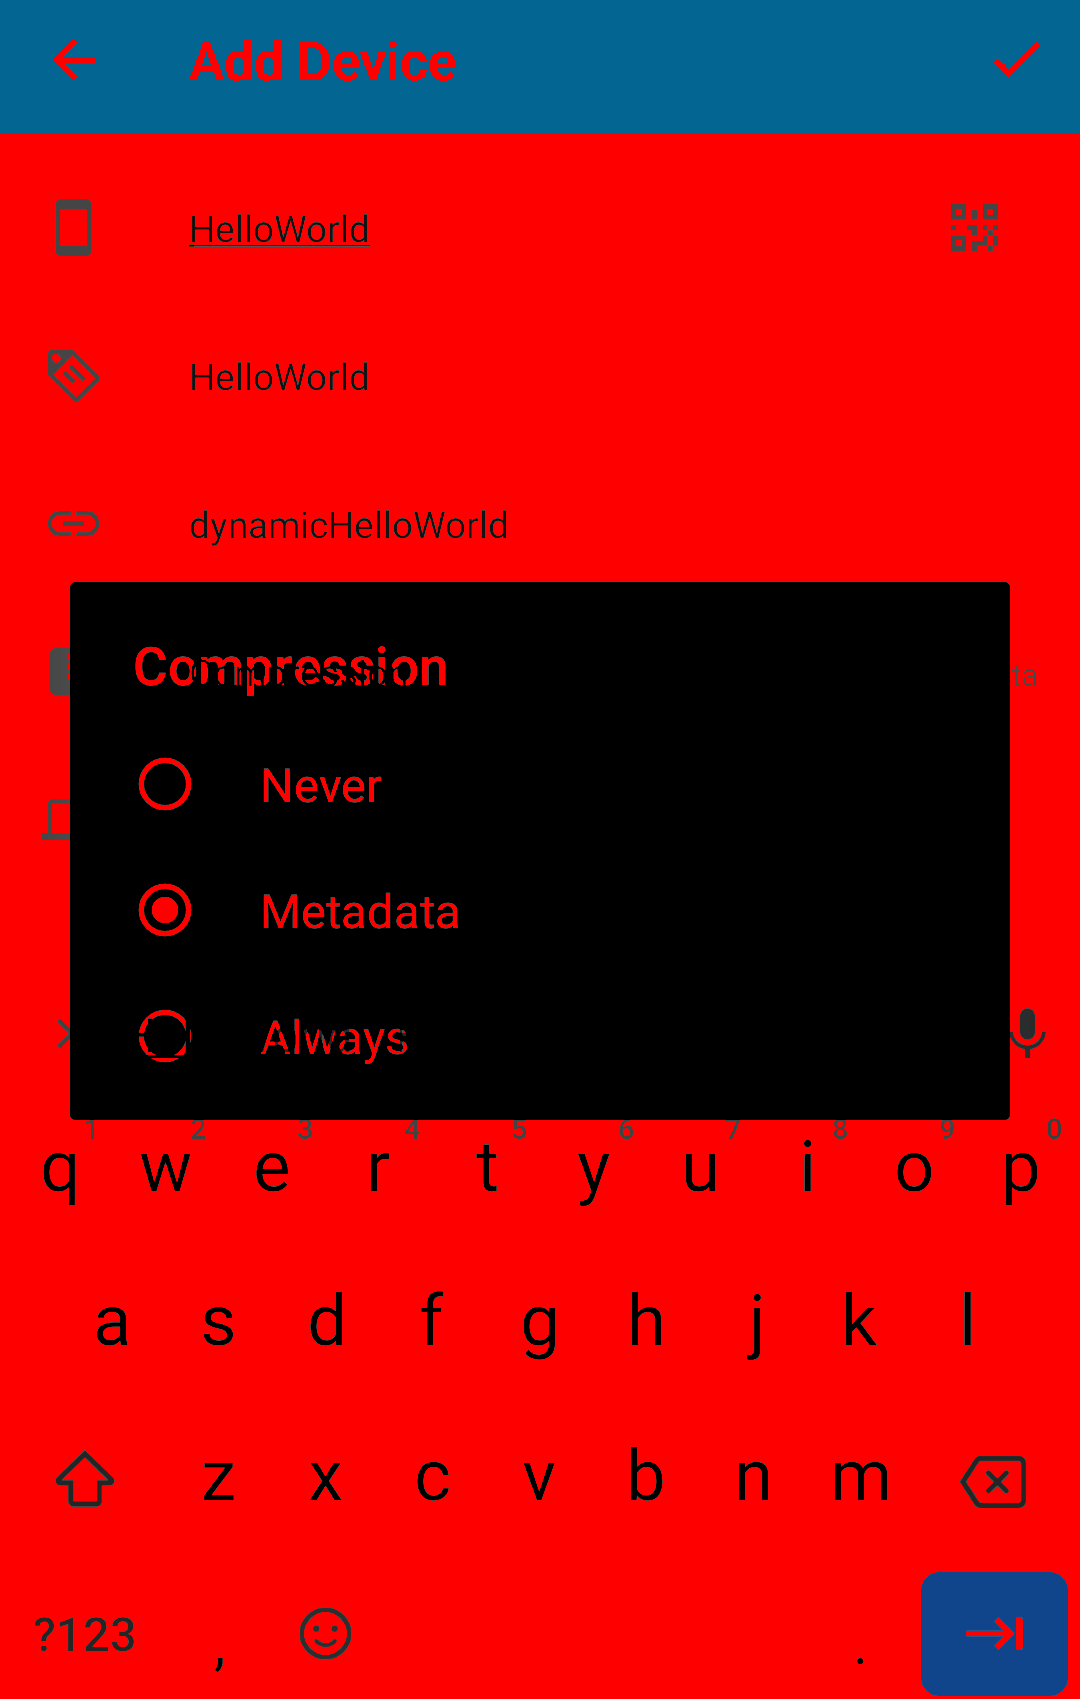 Add Device
HelloWorld
HelloWorld
dynamicHelloWorld
Compression
ta
Never
Metadata
Always
1 2 3 4 5 6 7 8 9 0
q w e r t y u i o p
a s d f g h j k l
z x c v b n m
?123 , .